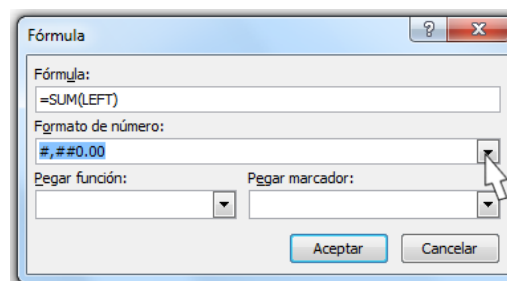 Fórmula
Fórmula:
=SUM(LEFT)
Formato de número:
#,##0.00
Pegar función: Pegar marcador:
Aceptar Cancelar